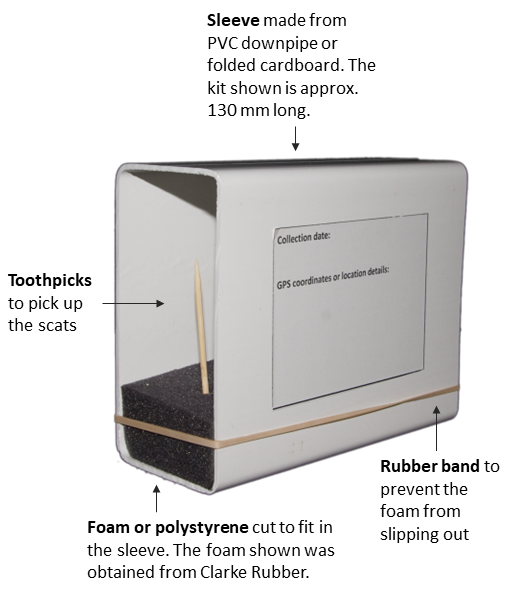 Sleeve made from
PVC downpipe or
folded cardboard. The
kit shown is approx.
130 mm long.
Collection date:
GPS coordinates or location details:
Toothpicks
to pick up
the scats
Rubber band to
prevent the
foam from
slipping out
Foam or polystyrene cut to fit in
the sleeve. The foam shown was
obtained from Clarke Rubber.